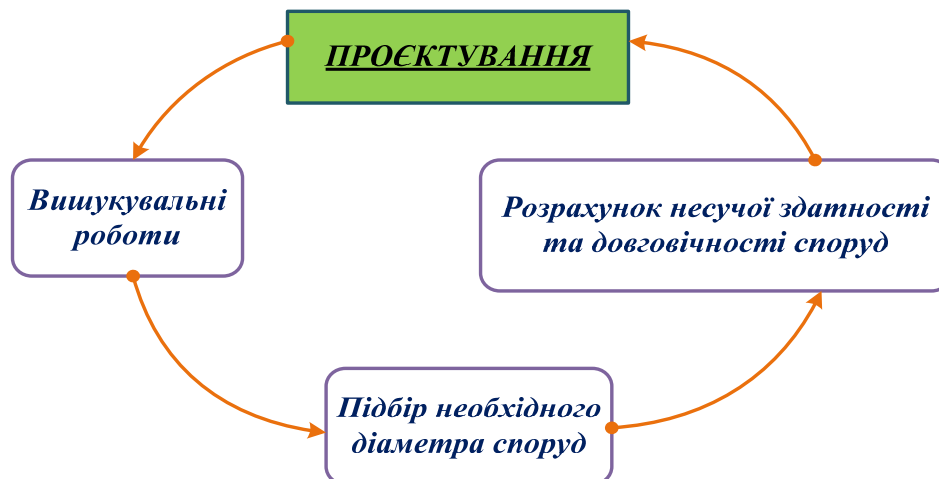 ПРОЄКТУВАННЯ
Вишукувальні
роботи
Розрахунок несучої здатності
та довговічності споруд
Підбір необхідного
діаметра споруд